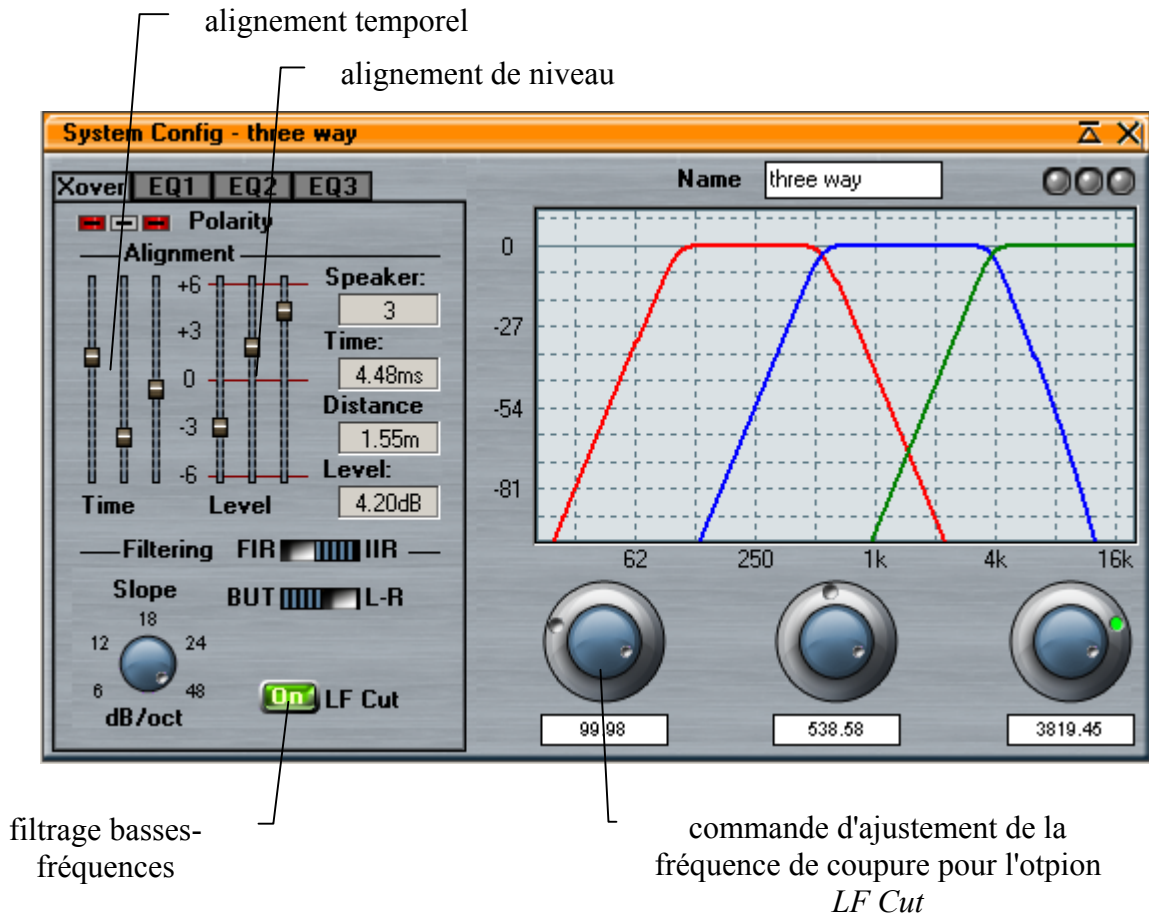 alignement temporel
alignement de niveau
System Config - three way
Xover EQ1 EQ2 EQ3
Name three way
Polarity
Alignment
+6
+3
0
-3
-6
Time Level
Speaker:
3
Time:
4.48ms
Distance
1.55m
Level:
4.20dB
Filtering FIR IIR
Slope
BUT L-R
18
12 24
6 48
dB/oct
On LF Cut
0
-27
-54
-81
62 250 1k 4k 16k
99.98 538.58 3819.45
filtrage basses-
fréquences
commande d'ajustement de la
fréquence de coupure pour l'otpion
LF Cut